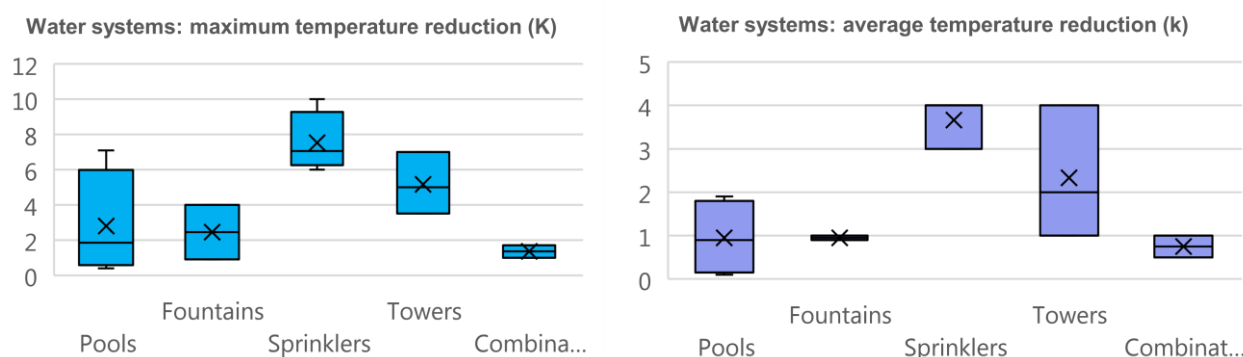 Water systems: maximum temperature reduction (K)
12
10
8
6
4
2
0
Fountains
Towers
Pools
Sprinklers
Combina...
Water systems: average temperature reduction (k)
5
4
3
2
1
0
Fountains
Towers
Pools
Sprinklers
Combinat...